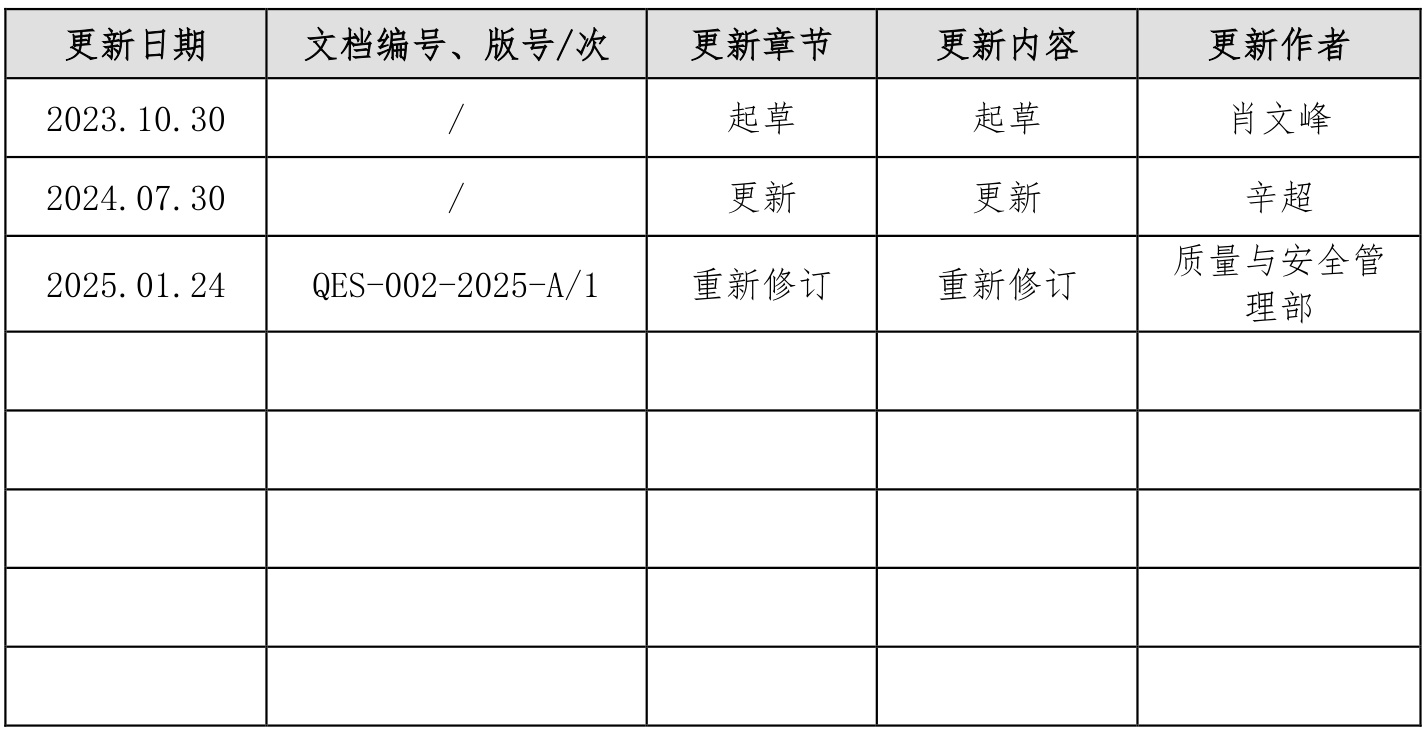 更新日期 文档编号、版号/次 更新章节 更新内容 更新作者
2023.10.30 / 起草 起草 肖文峰
2024.07.30 / 更新 更新 辛超
2025.01.24 QES-002-2025-A/1 重新修订 重新修订 质量与安全管
理部